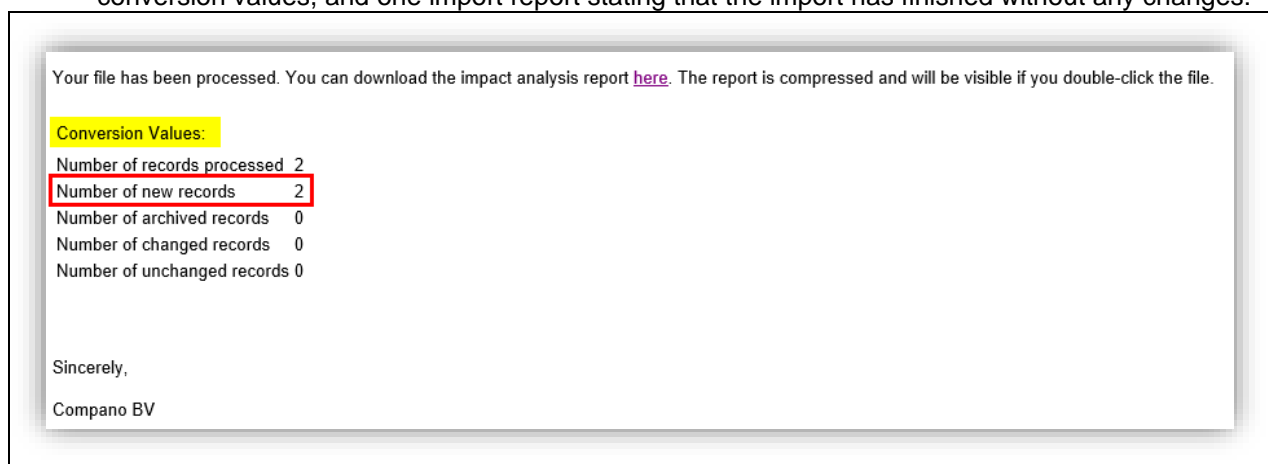 conversion values, and one import report stating that the import has finished without any changes.
Your file has been processed. You can download the impact analysis report here. The report is compressed and will be visible if you double-click the file.
Conversion Values:
Number of records processed 2
Number of new records 2
Number of archived records 0
Number of changed records 0
Number of unchanged records 0
Sincerely,
Compano BV